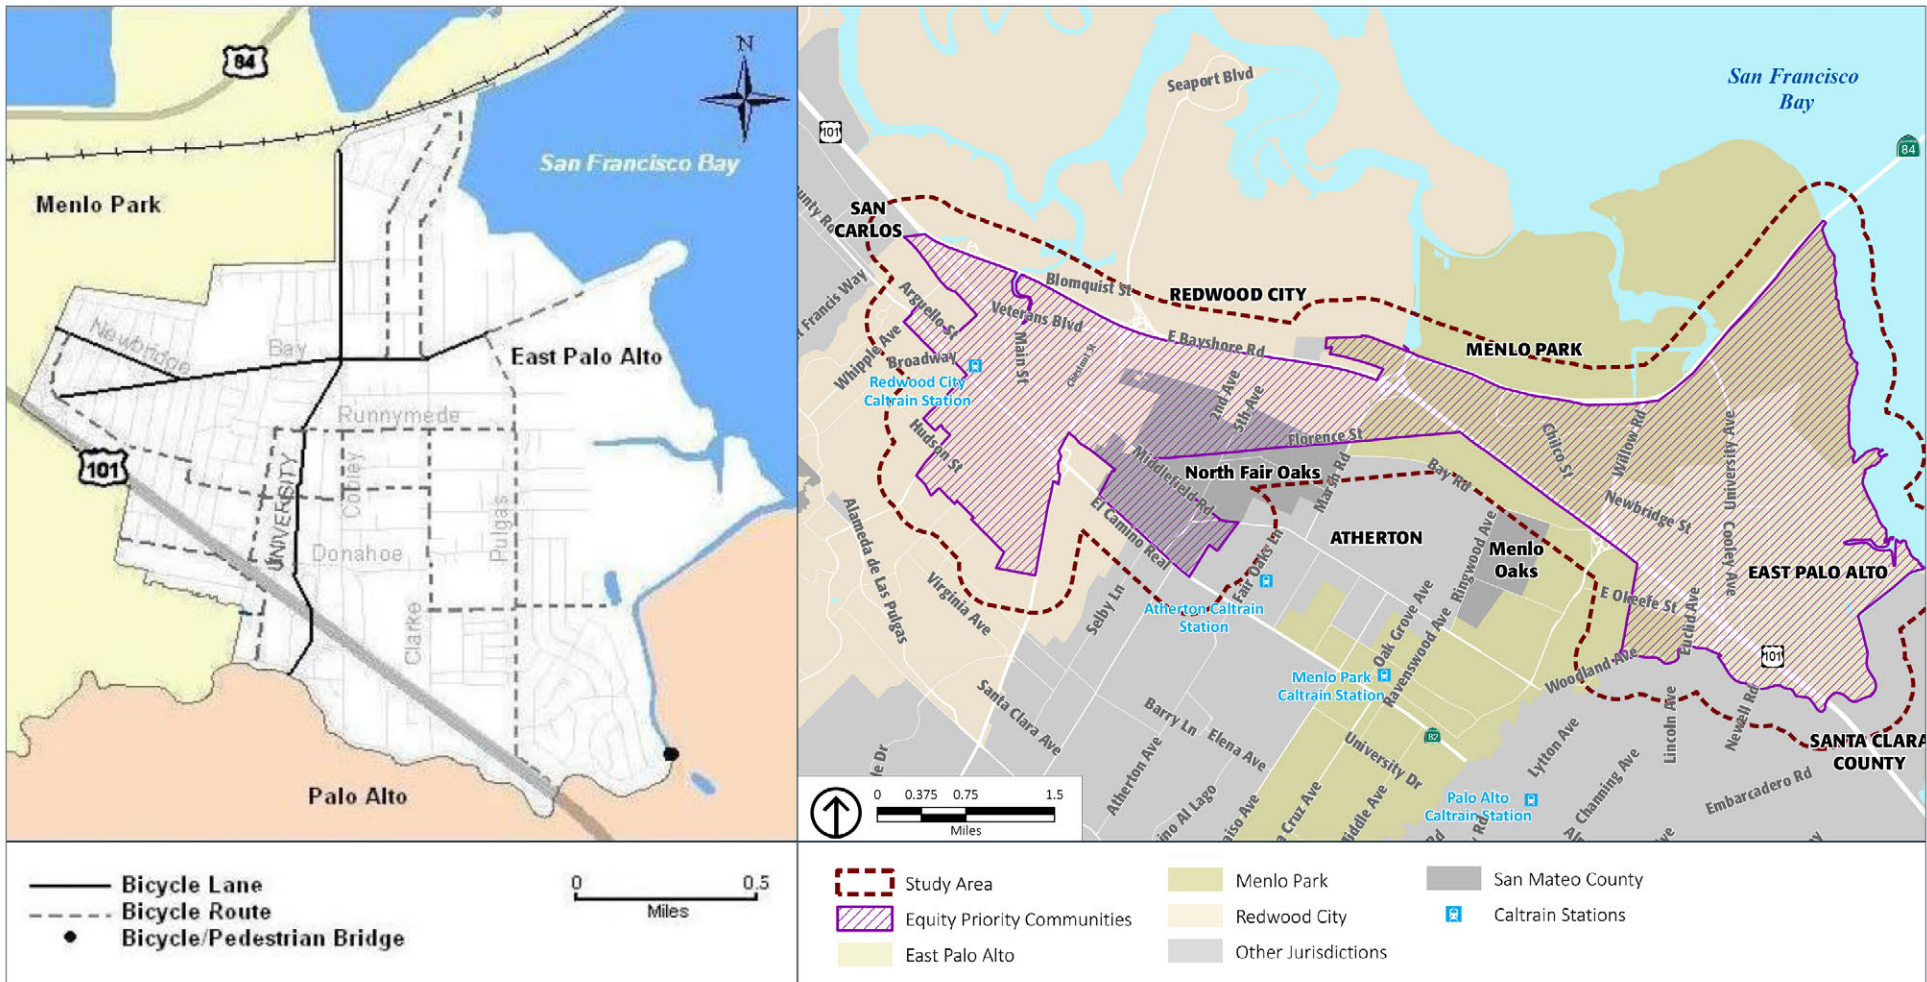 84
N
San Francisco Bay
Menlo Park
Newbridge
Bay
East Palo Alto
Runnymede
101
UNIVERSITY
Cooley
Pulgas
Donahoe
Clarke
Palo Alto
Bicycle Lane
Bicycle Route
Bicycle/Pedestrian Bridge
0 0.5
Miles
Seaport Blvd
San Francisco
Bay
101
84
SAN
CARLOS
Blomquist St
REDWOOD CITY
Arguello St
Veterans Blvd
Main St
Chestnut St
E Bayshore Rd
MENLO PARK
Whipple Ave
Broadway
Redwood City
Caltrain Station
2nd Ave
5th Ave
Hudson St
Florence St
Middlefield Rd
North Fair Oaks
Marsh Rd
Bay Rd
Chilco St
Willow Rd
University Ave
Newbridge St
Cooley Ave
El Camino Real
ATHERTON
Ringwood Ave
Menlo
Oaks
EAST PALO ALTO
Alameda de Las Pulgas
Virginia Ave
Selby Ln
Fair Oaks Ln
Atherton Caltrain
Station
E Okeefe St
Euclid Ave
Oak Grove Ave
Ravenswood Ave
Menlo Park
Caltrain Station
Woodland Ave
101
Santa Clara Ave
Barry Ln
Elena Ave
Atherton Ave
82
University Dr
Lytton Ave
Lincoln Ave
Newell Rd
SANTA CLARA
COUNTY
Channing Ave
Embarcadero Rd
Palo Alto
Caltrain Station
0 0.375 0.75 1.5
Miles
Study Area
Equity Priority Communities
East Palo Alto
Menlo Park
Redwood City
Other Jurisdictions
San Mateo County
Caltrain Stations